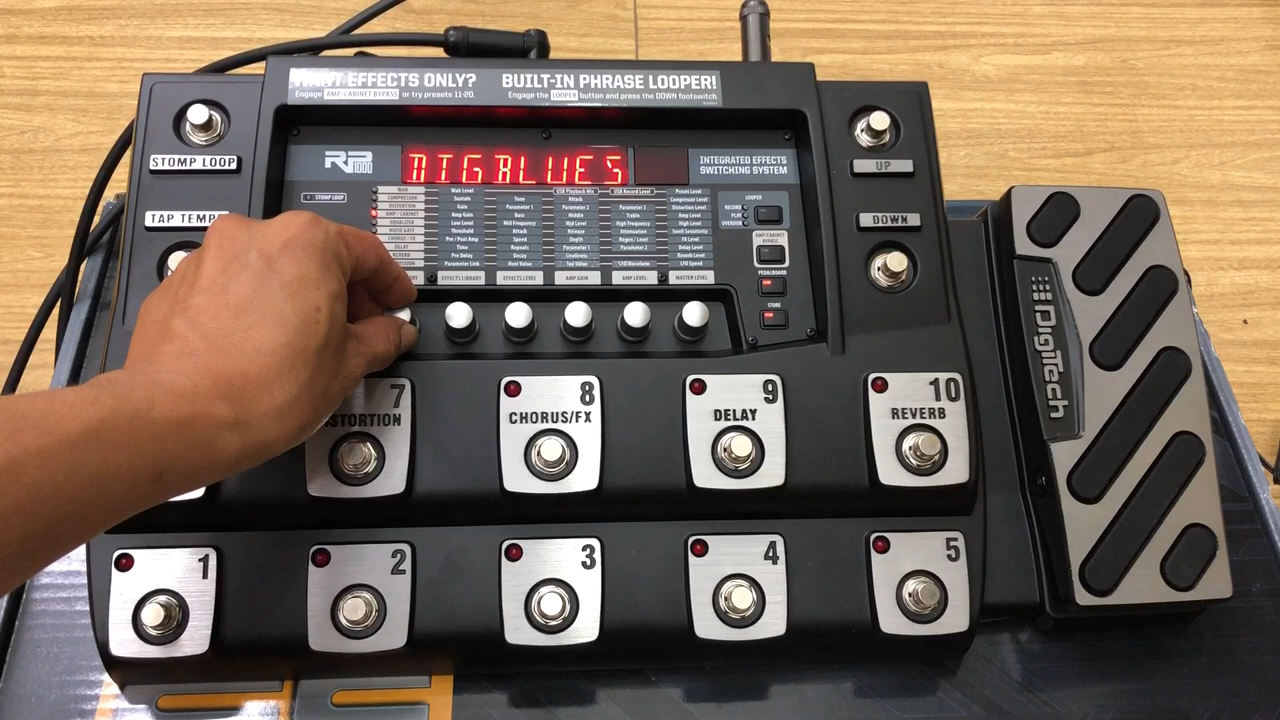 WANT EFFECTS ONLY?
Engage AMP/CABINET BYPASS or try presets 11-20.
BUILT-IN PHRASE LOOPER!
Engage the LOOPER button and press the DOWN footswitch.
STOMP LOOP
TAP TEMPO
UP
DOWN
RP1000
DIGBLUES
INTEGRATED EFFECTS
SWITCHING SYSTEM
STOMP LOOP
WAH Wah Level USB Playback Mix USB Record Level Preset Level
COMPRESSOR Sustain Tone Attack Compressor Level
DISTORTION Gain Parameter 1 Parameter 2 Parameter 3 Distortion Level
AMP / CABINET Amp Gain Bass Middle Treble Amp Level
EQUALIZER Low Level Mid Frequency Mid Level High Frequency High Level
NOISE GATE Threshold Attack Release Attenuation Swell Sensitivity
CHORUS / FX Pre / Post Amp Speed Depth Regen / Level FX Level
DELAY Time Repeats Parameter 1 Parameter 2 Delay Level
REVERB Pre Delay Decay Liveliness Reverb Level
Parameter Link Heel Value Toe Value LFO Waveform LFO Speed
EFFECTS LIBRARY EFFECTS LEVEL AMP GAIN AMP LEVEL MASTER LEVEL
LOOPER
RECORD
PLAY
OVERDUB
AMP/CABINET
BYPASS
PEDALBOARD
STORE
DigiTech
7
STORTION
8
CHORUS/FX
9
DELAY
10
REVERB
1
2
3
4
5